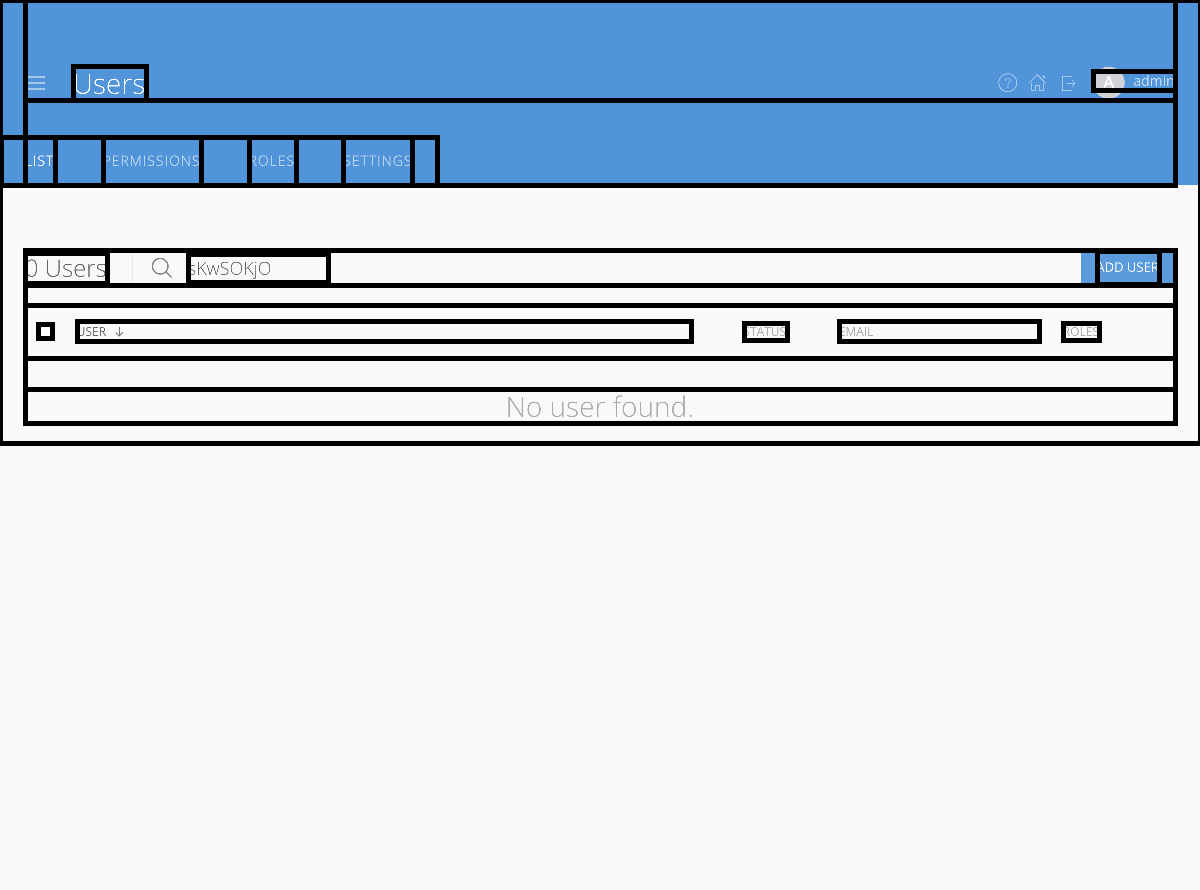 Users
A admin
LIST PERMISSIONS ROLES SETTINGS
0 Users sKwSOKjO ADD USER
USER ↓ STATUS EMAIL ROLES
No user found.